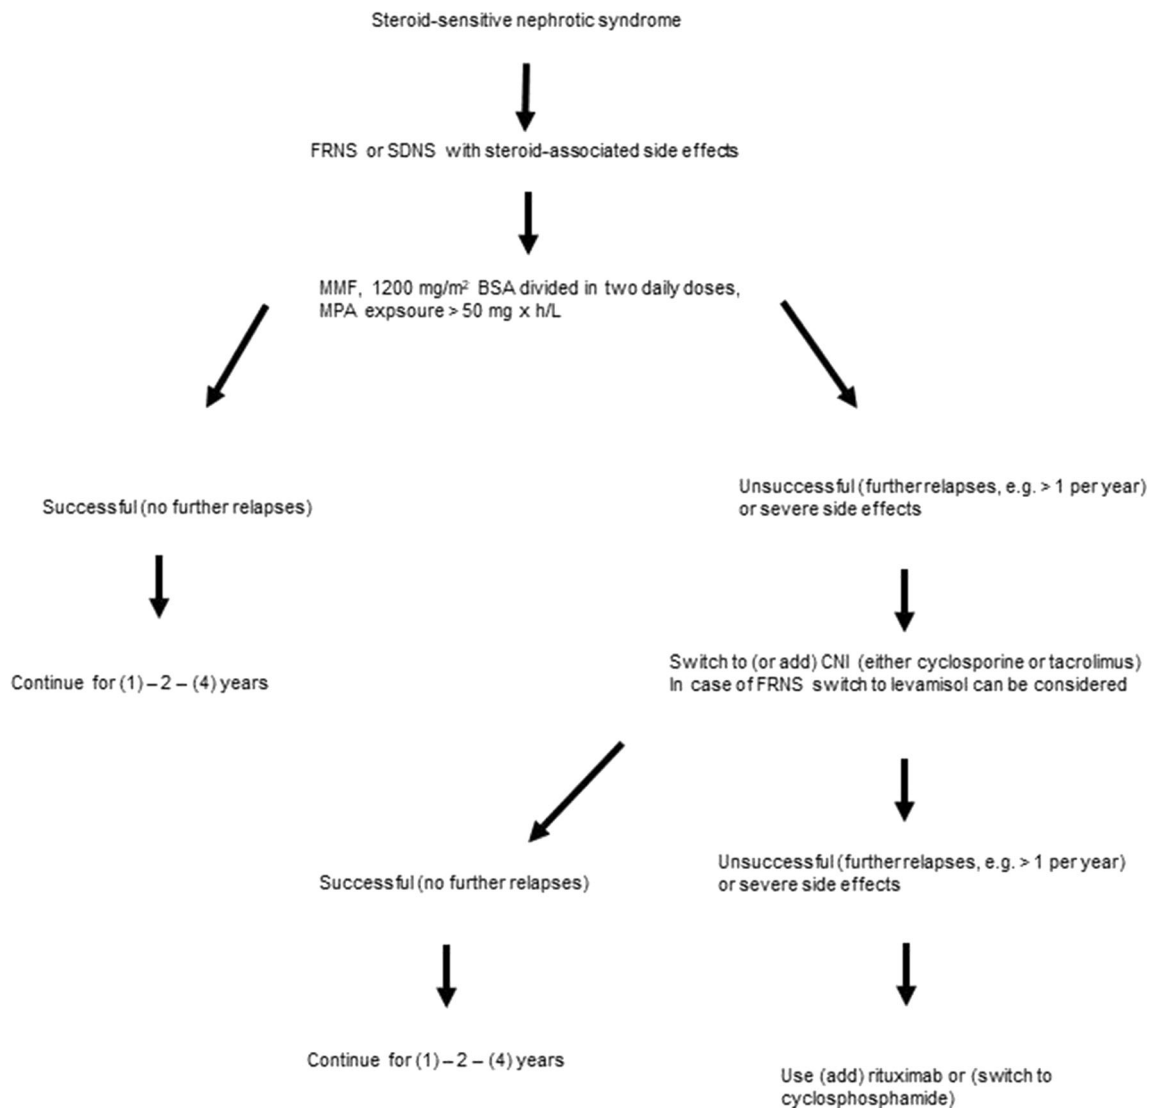 Steroid-sensitive nephrotic syndrome
FRNS or SDNS with steroid-associated side effects
MMF, 1200 mg/m² BSA divided in two daily doses,
MPA expsoure > 50 mg x h/L
Successful (no further relapses)
Unsuccessful (further relapses, e.g. > 1 per year)
or severe side effects
Continue for (1) – 2 – (4) years
Switch to (or add) CNI (either cyclosporine or tacrolimus)
In case of FRNS switch to levamisol can be considered
Successful (no further relapses)
Unsuccessful (further relapses, e.g. > 1 per year)
or severe side effects
Continue for (1) – 2 – (4) years
Use (add) rituximab or (switch to
cyclosphosphamide)